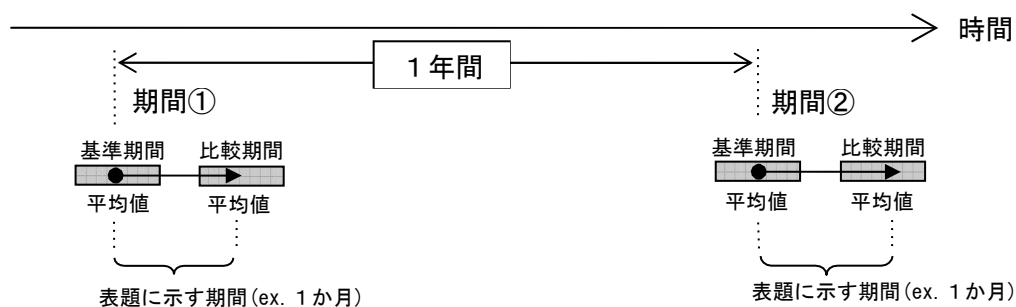 時間
１年間
期間①
期間②
基準期間
比較期間
平均値
平均値
表題に示す期間(ex. １か月)
基準期間
比較期間
平均値
平均値
表題に示す期間(ex. １か月)